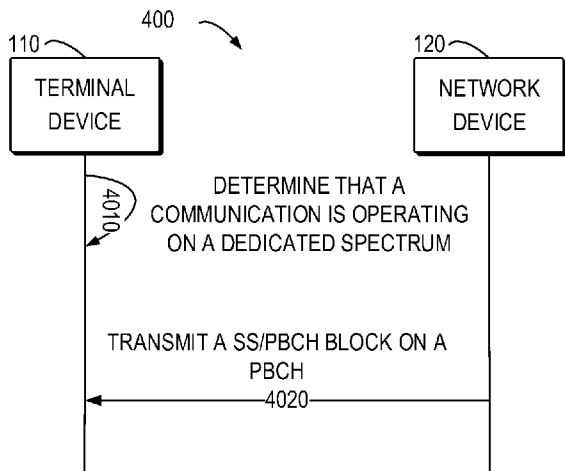 400
110
120
TERMINAL
DEVICE
NETWORK
DEVICE
4010
DETERMINE THAT A
COMMUNICATION IS OPERATING
ON A DEDICATED SPECTRUM
TRANSMIT A SS/PBCH BLOCK ON A
PBCH
4020